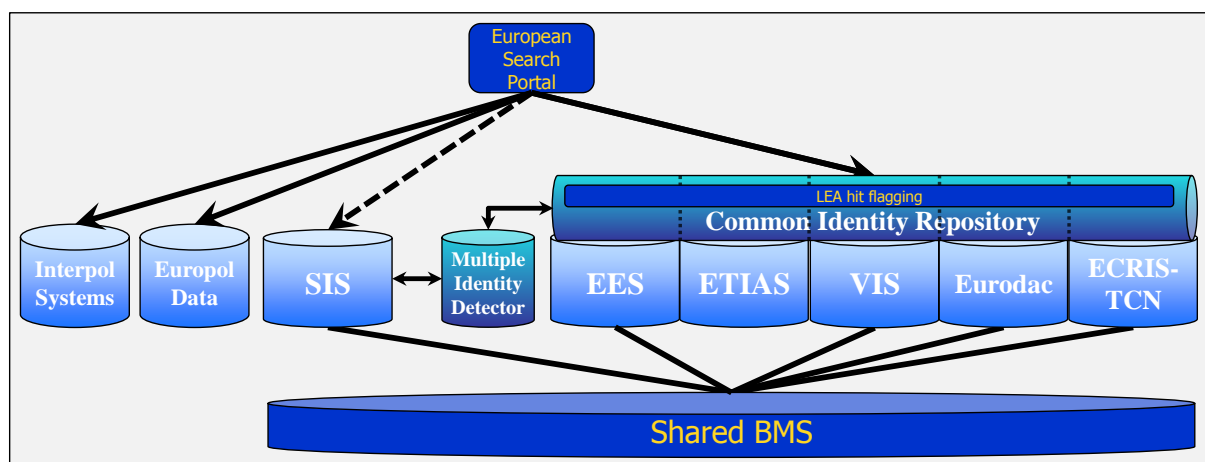 European
Search
Portal
LEA hit flagging
Common Identity Repository
Interpol
Systems
Europol
Data
SIS
Multiple
Identity
Detector
EES
ETIAS
VIS
Eurodac
ECRIS-
TCN
Shared BMS